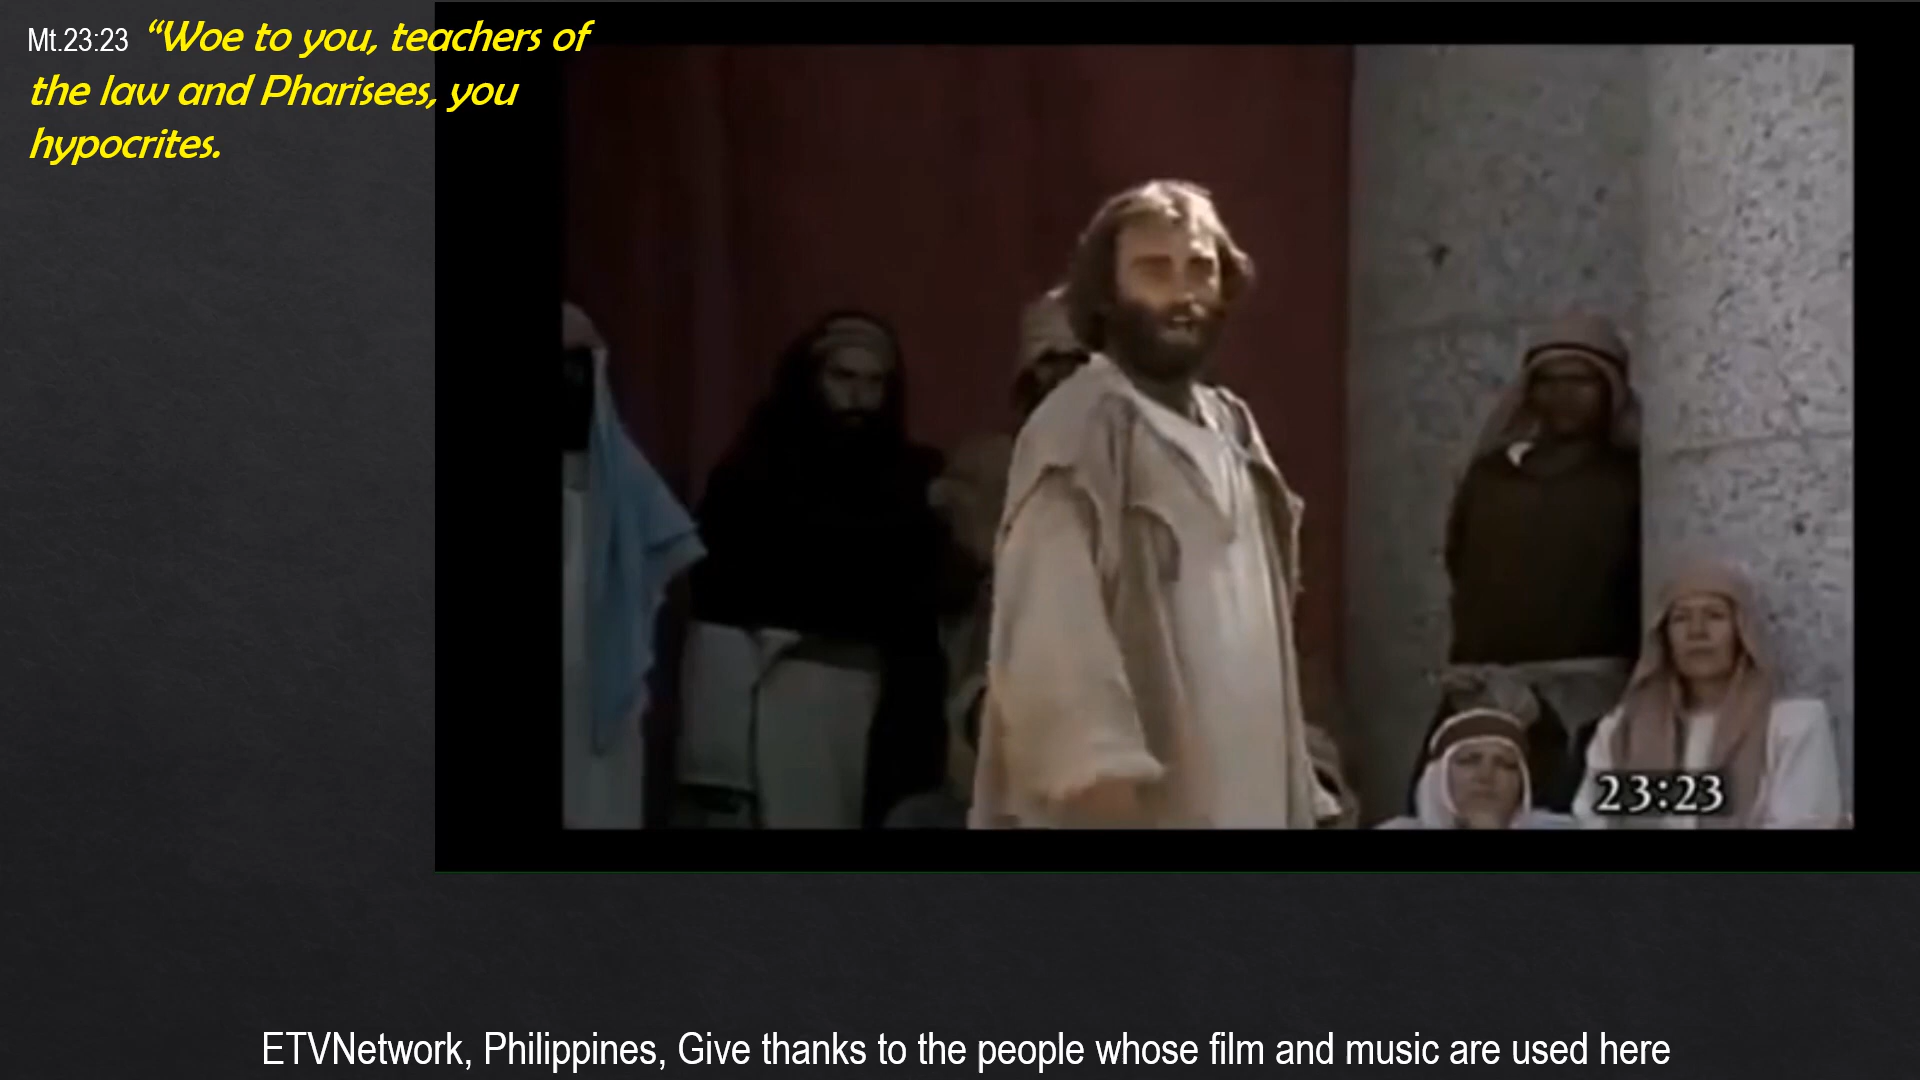 Mt.23:23 “Woe to you, teachers of
the law and Pharisees, you
hypocrites.
23:23
ETVNetwork, Philippines, Give thanks to the people whose film and music are used here